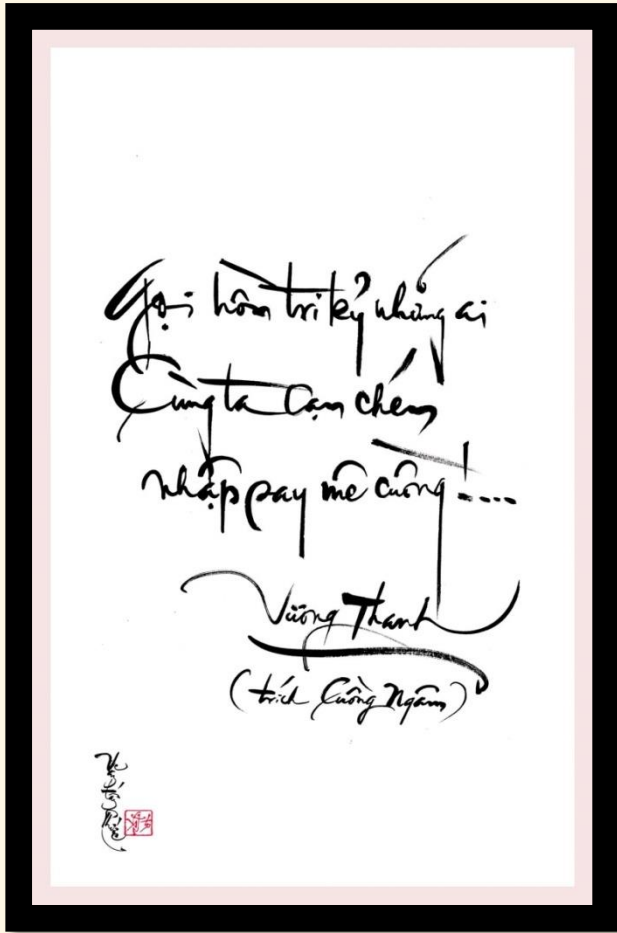 Gọi hồn tri kỷ những ai
Cùng ta cạn chén
nhập say mê cuồng!....
Vương Thanh
(trích Cuồng Ngâm)